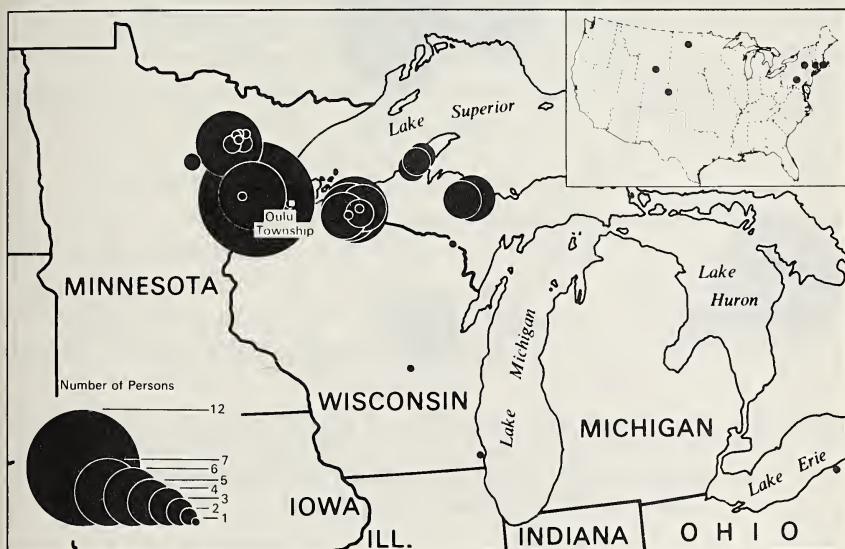 Lake Superior
Oulu
Township
MINNESOTA
Lake
Huron
Lake Michigan
Number of Persons
12
7
6
5
4
3
2
1
WISCONSIN
MICHIGAN
Lake Erie
IOWA
ILL.
INDIANA
OHIO